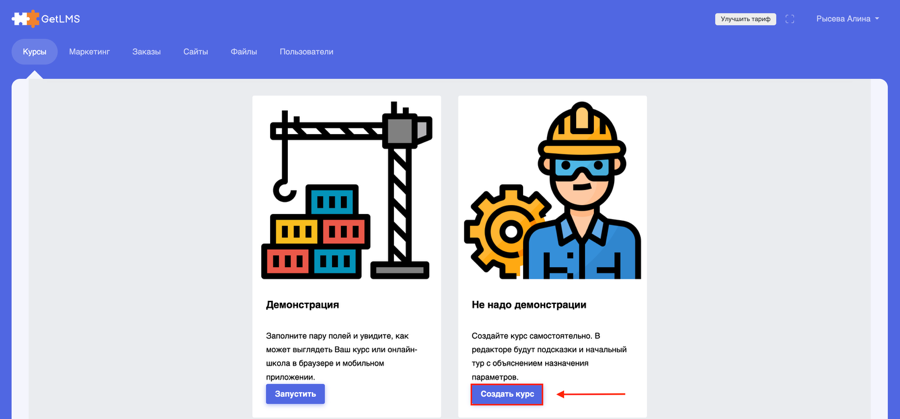 GetLMS
Улучшить тариф
Рысева Алина
Курсы Маркетинг Заказы Сайты Файлы Пользователи
Демонстрация
Заполните пару полей и увидите, как
может выглядеть Ваш курс или онлайн-
школа в браузере и мобильном
приложении.
Запустить
Не надо демонстрации
Создайте курс самостоятельно. В
редакторе будут подсказки и начальный
тур с объяснением назначения
параметров.
Создать курс